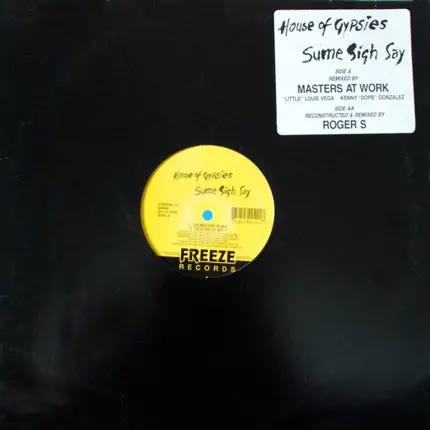 House of Gypsies
Sume Sigh Say
SIDE A
REMIXED BY
MASTERS AT WORK
"LITTLE" LOUIE VEGA KENNY "DOPE" GONZALEZ
SIDE AA
RECONSTRUCTED & REMIXED BY
ROGER S
House of Gypsies
Sume Sigh Say
FREEZE
RECORDS